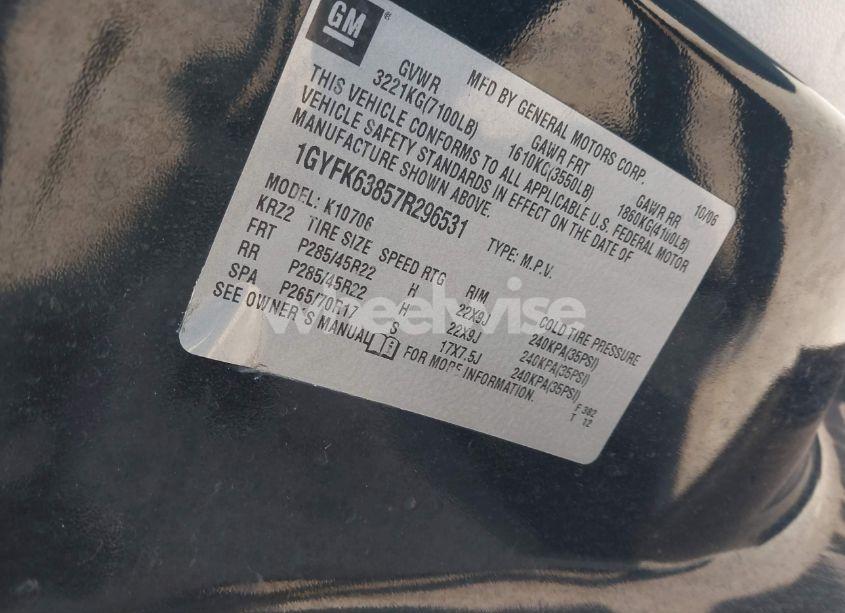 GM
MFD BY GENERAL MOTORS CORP. 10/06
GVWR GAWR FRT GAWR RR
3221KG(7100LB) 1610KG(3550LB) 1860KG(4100LB)
THIS VEHICLE CONFORMS TO ALL APPLICABLE U.S. FEDERAL MOTOR
VEHICLE SAFETY STANDARDS IN EFFECT ON THE DATE OF
MANUFACTURE SHOWN ABOVE.
1GYFK63857R296531 TYPE: M.P.V.
MODEL: K10706
KRZ2 TIRE SIZE SPEED RTG RIM COLD TIRE PRESSURE
FRT P285/45R22 H 22X9J 240KPA(35PSI)
RR P285/45R22 H 22X9J 240KPA(35PSI)
SPA P265/70R17 S 17X7.5J 240KPA(35PSI)
SEE OWNER'S MANUAL FOR MORE INFORMATION.
F 382
T 12
wheelwise